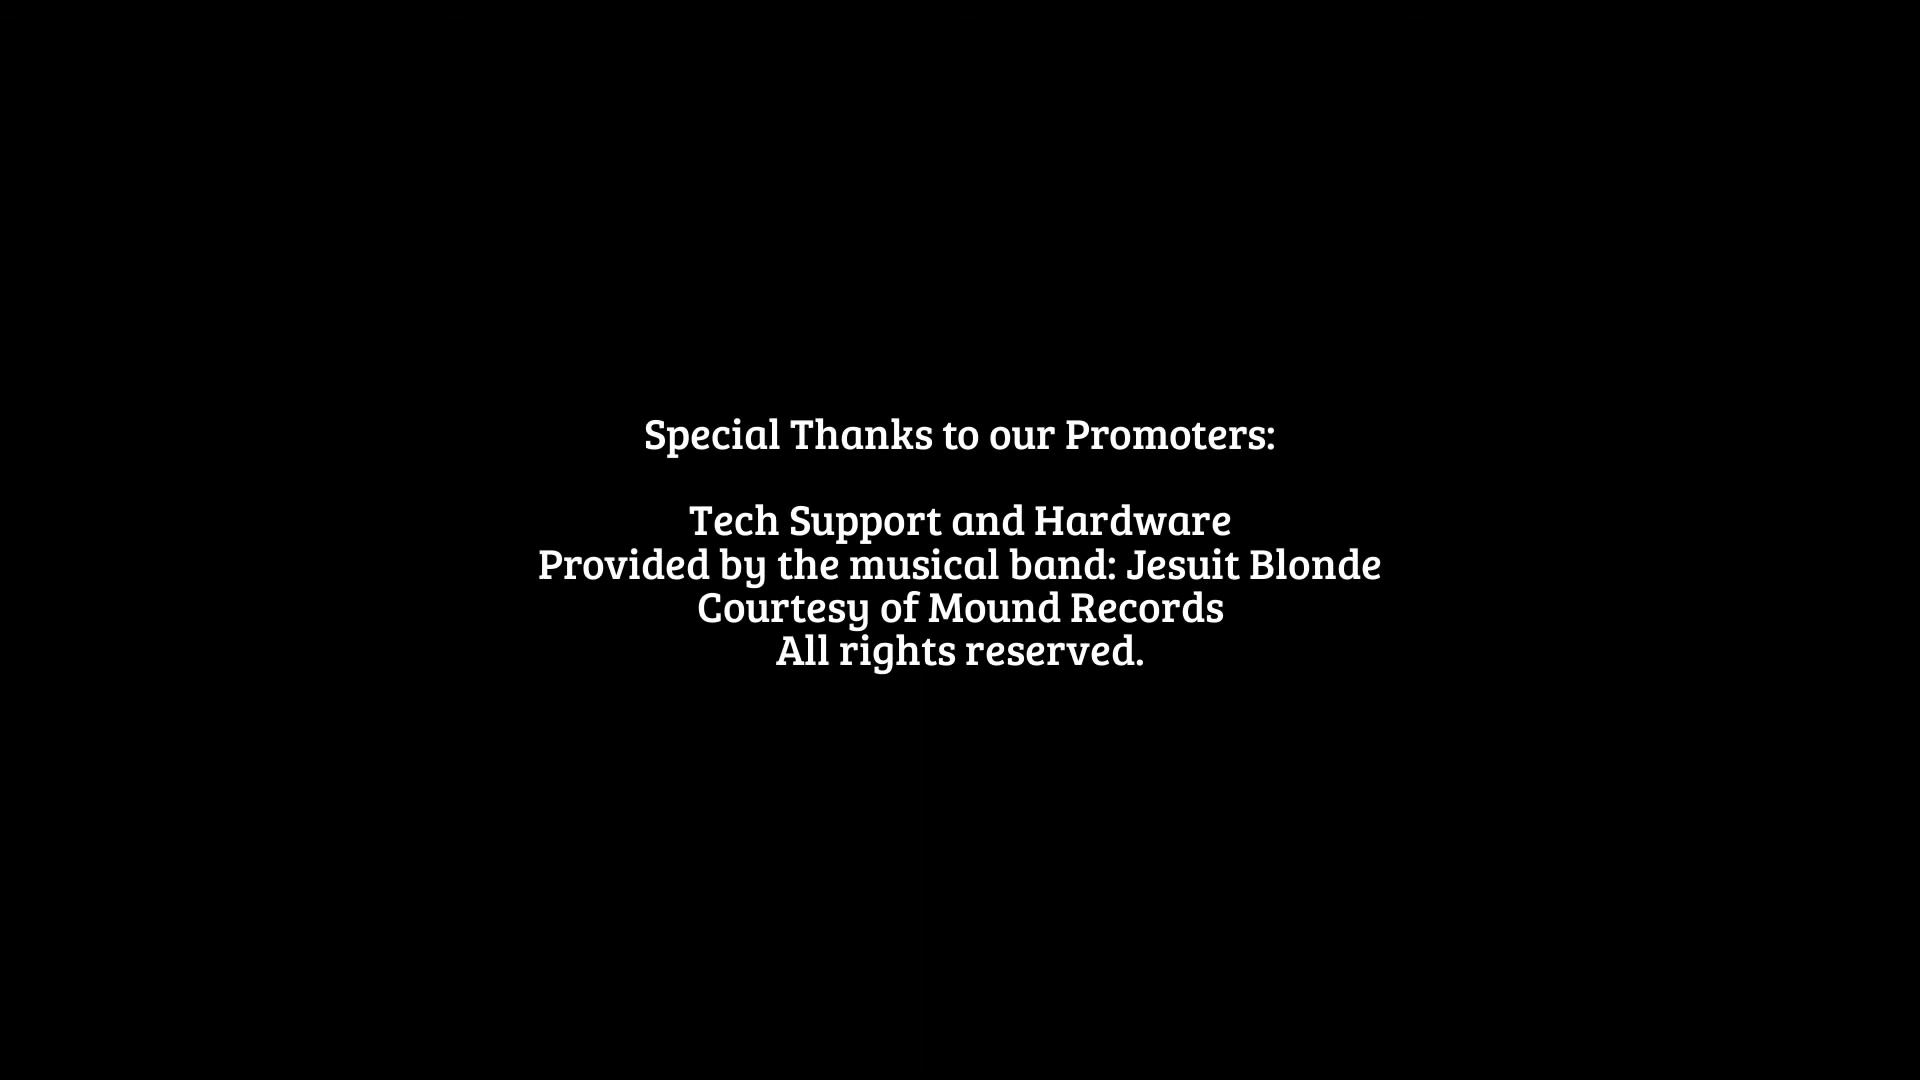 Special Thanks to our Promoters:
Tech Support and Hardware
Provided by the musical band: Jesuit Blonde
Courtesy of Mound Records
All rights reserved.